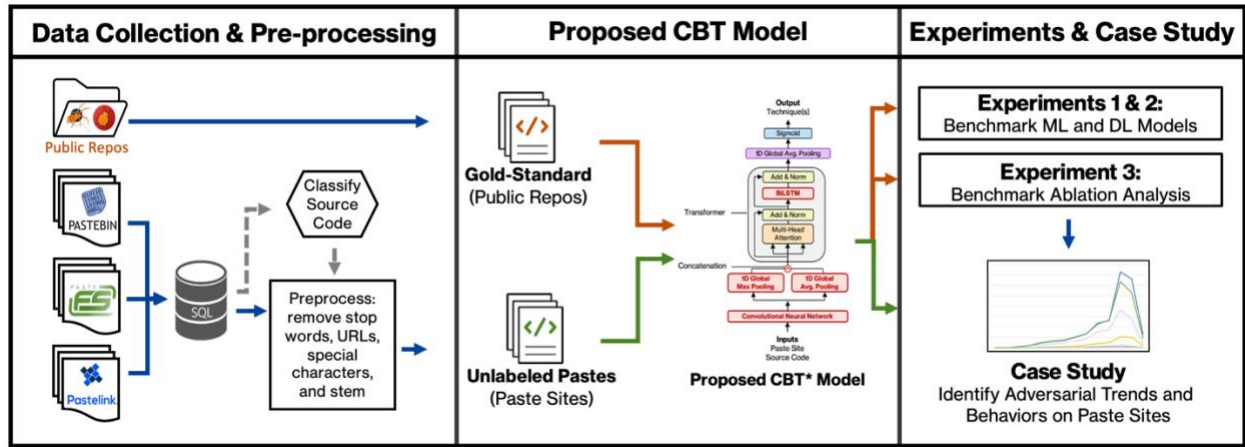 Data Collection & Pre-processing
Public Repos
PASTEBIN
PASTE
FS
Pastelink
SQL
Classify
Source
Code
Preprocess:
remove stop
words, URLs,
special
characters,
and stem
Proposed CBT Model
</>
Gold-Standard
(Public Repos)
</>
Unlabeled Pastes
(Paste Sites)
Output
Technique(s)
Sigmoid
1D Global Avg. Pooling
Add & Norm
BiLSTM
Transformer
Add & Norm
Multi-Head
Attention
Concatenation
1D Global
Max Pooling
1D Global
Avg. Pooling
Convolutional Neural Network
Inputs
Paste Site
Source Code
Proposed CBT* Model
Experiments & Case Study
Experiments 1 & 2:
Benchmark ML and DL Models
Experiment 3:
Benchmark Ablation Analysis
Case Study
Identify Adversarial Trends and
Behaviors on Paste Sites